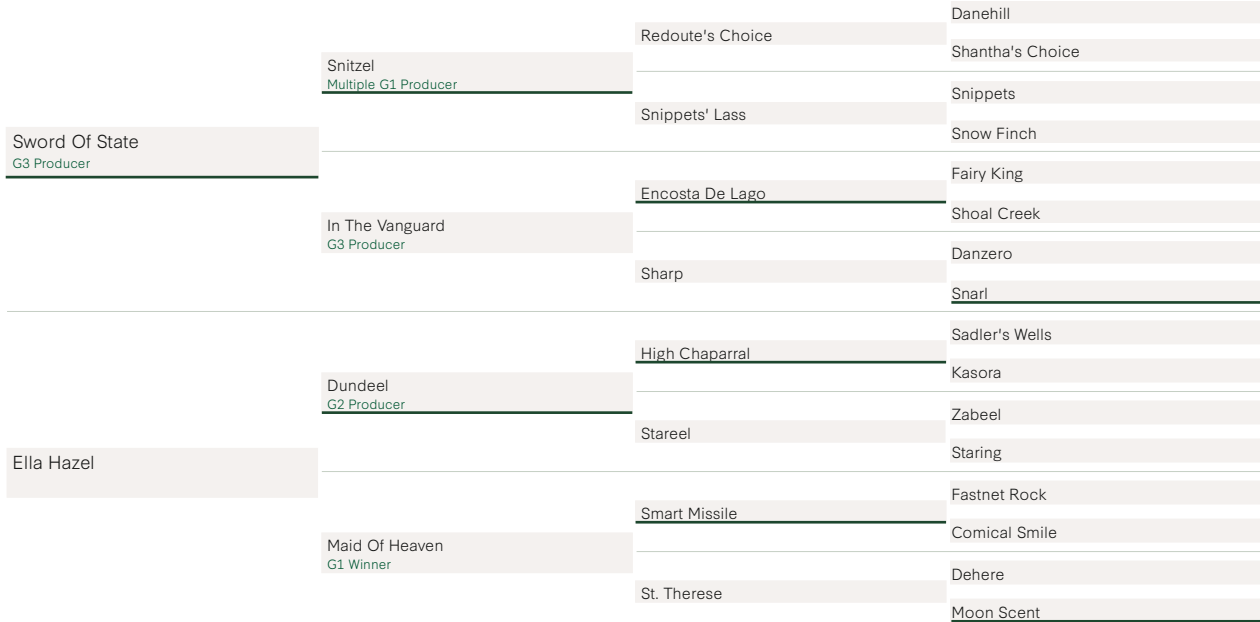 Sword Of State
G3 Producer
Ella Hazel
Snitzel
Multiple G1 Producer
In The Vanguard
G3 Producer
Dundeel
G2 Producer
Maid Of Heaven
G1 Winner
Redoute's Choice
Snippets' Lass
Encosta De Lago
Sharp
High Chaparral
Stareel
Smart Missile
St. Therese
Danehill
Shantha's Choice
Snippets
Snow Finch
Fairy King
Shoal Creek
Danzero
Snarl
Sadler's Wells
Kasora
Zabeel
Staring
Fastnet Rock
Comical Smile
Dehere
Moon Scent